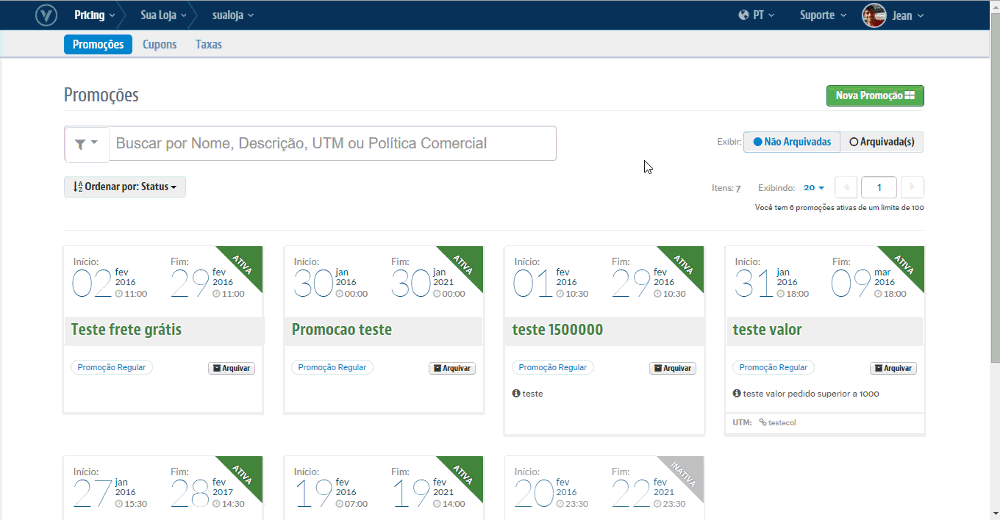 V Pricing Sua Loja sualoja PT Suporte Jean
Promoções Cupons Taxas
Promoções Nova Promoção
Buscar por Nome, Descrição, UTM ou Política Comercial
Exibir: Não Arquivadas Arquivada(s)
Ordenar por: Status
Itens: 7 Exibindo: 20 1
Você tem 6 promoções ativas de um limite de 100
Início: 02 fev 2016 11:00 Fim: 29 fev 2016 11:00 ATIVA
Teste frete grátis
Promoção Regular Arquivar
Início: 30 jan 2016 00:00 Fim: 30 jan 2021 00:00 ATIVA
Promocao teste
Promoção Regular Arquivar
Início: 01 fev 2016 10:30 Fim: 29 fev 2016 10:30 ATIVA
teste 1500000
Promoção Regular Arquivar
teste
Início: 31 jan 2016 18:00 Fim: 09 mar 2016 18:00 ATIVA
teste valor
Promoção Regular Arquivar
teste valor pedido superior a 1000
UTM: testecol
Início: 27 jan 2016 15:30 Fim: 28 fev 2017 14:30 ATIVA
Início: 19 fev 2016 07:00 Fim: 19 fev 2021 14:00 ATIVA
Início: 20 fev 2016 23:30 Fim: 22 fev 2021 23:30 INATIVA